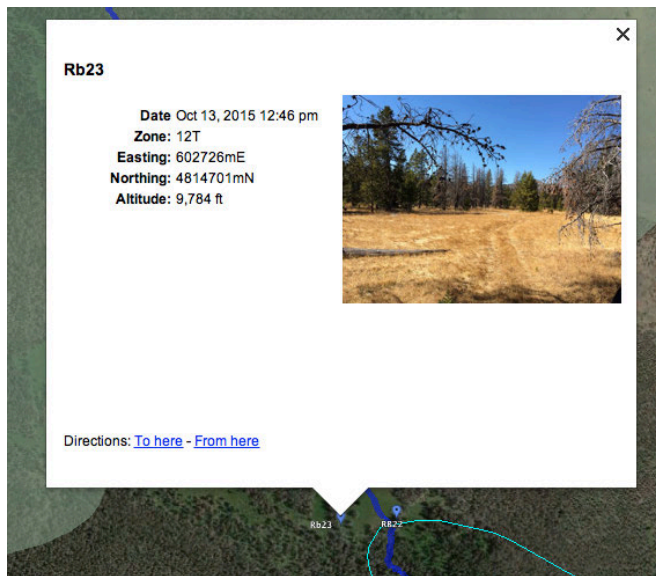 Rb23
Date Oct 13, 2015 12:46 pm
Zone: 12T
Easting: 602726mE
Northing: 4814701mN
Altitude: 9,784 ft
Directions: To here - From here
Rb23
RB22